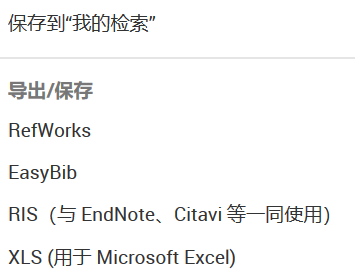 保存到“我的检索”
导出/保存
RefWorks
EasyBib
RIS（与 EndNote、Citavi 等一同使用）
XLS (用于 Microsoft Excel)